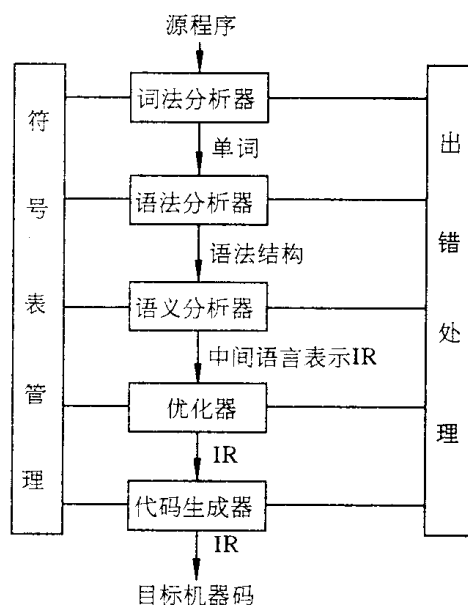 源程序
词法分析器
单词
语法分析器
语法结构
语义分析器
中间语言表示IR
优化器
IR
代码生成器
IR
目标机器码
符号表管理
出错处理